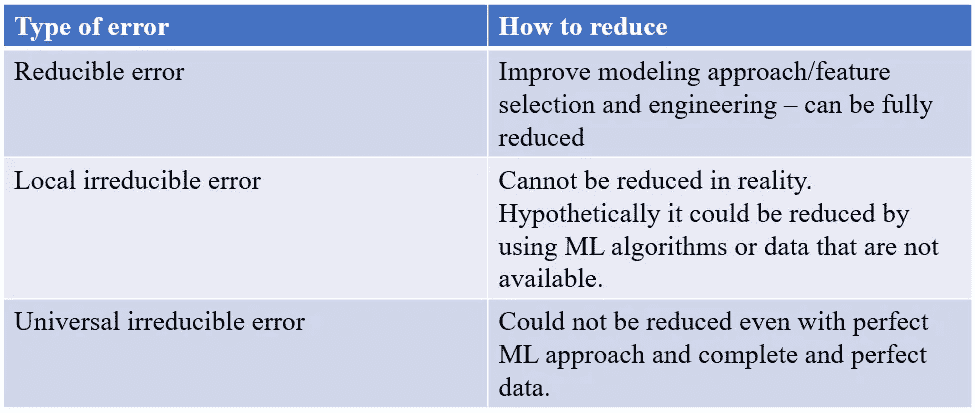 Type of error
How to reduce
Reducible error
Improve modeling approach/feature
selection and engineering – can be fully
reduced
Local irreducible error
Cannot be reduced in reality.
Hypothetically it could be reduced by
using ML algorithms or data that are not
available.
Universal irreducible error
Could not be reduced even with perfect
ML approach and complete and perfect
data.